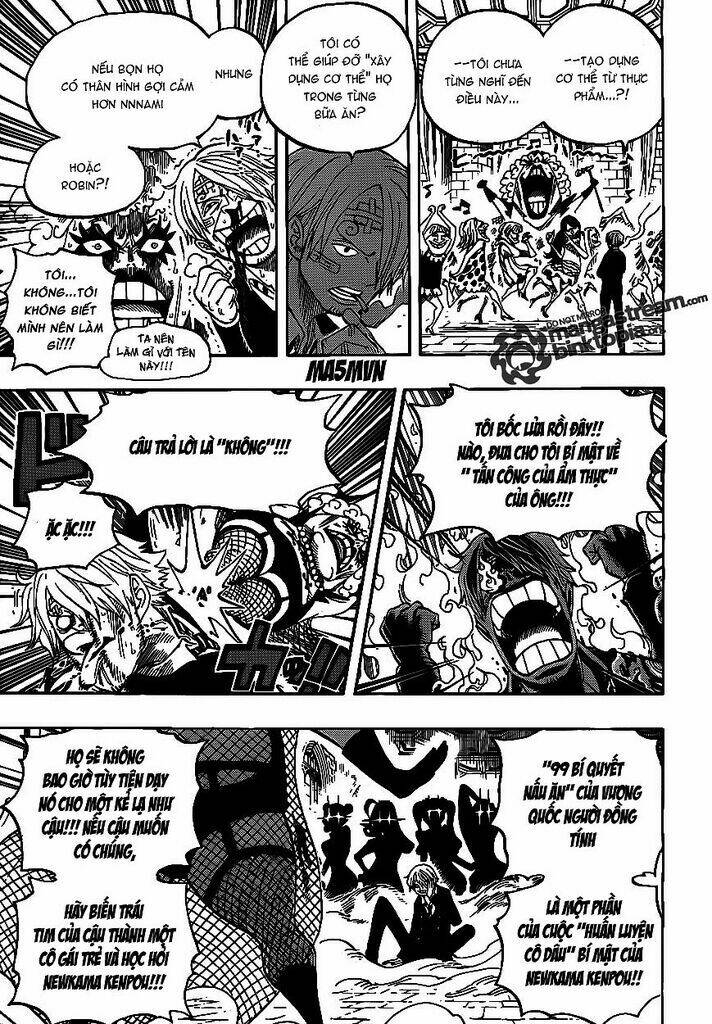 --TẠO DỰNG
CƠ THỂ TỪ THỰC
PHẨM...?!
--TÔI CHƯA
TỪNG NGHĨ ĐẾN
ĐIỀU NÀY...
TÔI CÓ
THỂ GIÚP ĐỠ "XÂY
DỰNG CƠ THỂ" HỌ
TRONG TỪNG
BỮA ĂN?
NHƯNG
NẾU BỌN HỌ
CÓ THÂN HÌNH GỢI CẢM
HƠN NNNAMI
HOẶC
ROBIN?!
TÔI...
KHÔNG...TÔI
KHÔNG BIẾT
MÌNH NÊN LÀM
GÌ!!!
TA NÊN
LÀM GÌ VỚI TÊN
NÀY!!!
DO NOT MIRROR
mangastream.com
binktopia.
MA5MVN
TÔI BỐC LỬA RỒI ĐÂY!!
NÀO, ĐƯA CHO TÔI BÍ MẬT VỀ
" TẤN CÔNG CỦA ẨM THỰC"
CỦA ÔNG!!!
CÂU TRẢ LỜI LÀ "KHÔNG"!!!
ẶC ẶC!!!
"99 BÍ QUYẾT
NẤU ĂN" CỦA VƯƠNG
QUỐC NGƯỜI ĐỒNG
TÍNH
LÀ MỘT PHẦN
CỦA CUỘC "HUẤN LUYỆN
CÔ DÂU" BÍ MẬT CỦA
NEWKAMA KENPOU!!!
HỌ SẼ KHÔNG
BAO GIỜ TÙY TIỆN DẠY
NÓ CHO MỘT KẺ LẠ NHƯ
CẬU!!! NẾU CẬU MUỐN
CÓ CHÚNG,
HÃY BIẾN TRÁI
TIM CỦA CẬU THÀNH MỘT
CÔ GÁI TRẺ VÀ HỌC HỎI
NEWKAMA KENPOU!!!